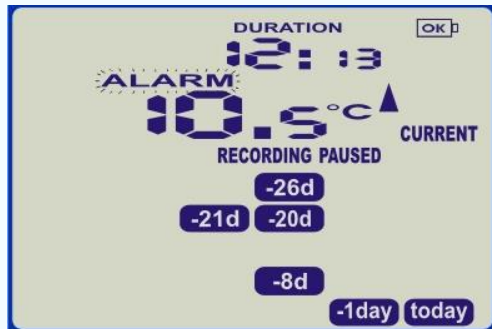 DURATION OK
12:13
ALARM
10.5°C
CURRENT
RECORDING PAUSED
-26d
-21d -20d
-8d
-1day today